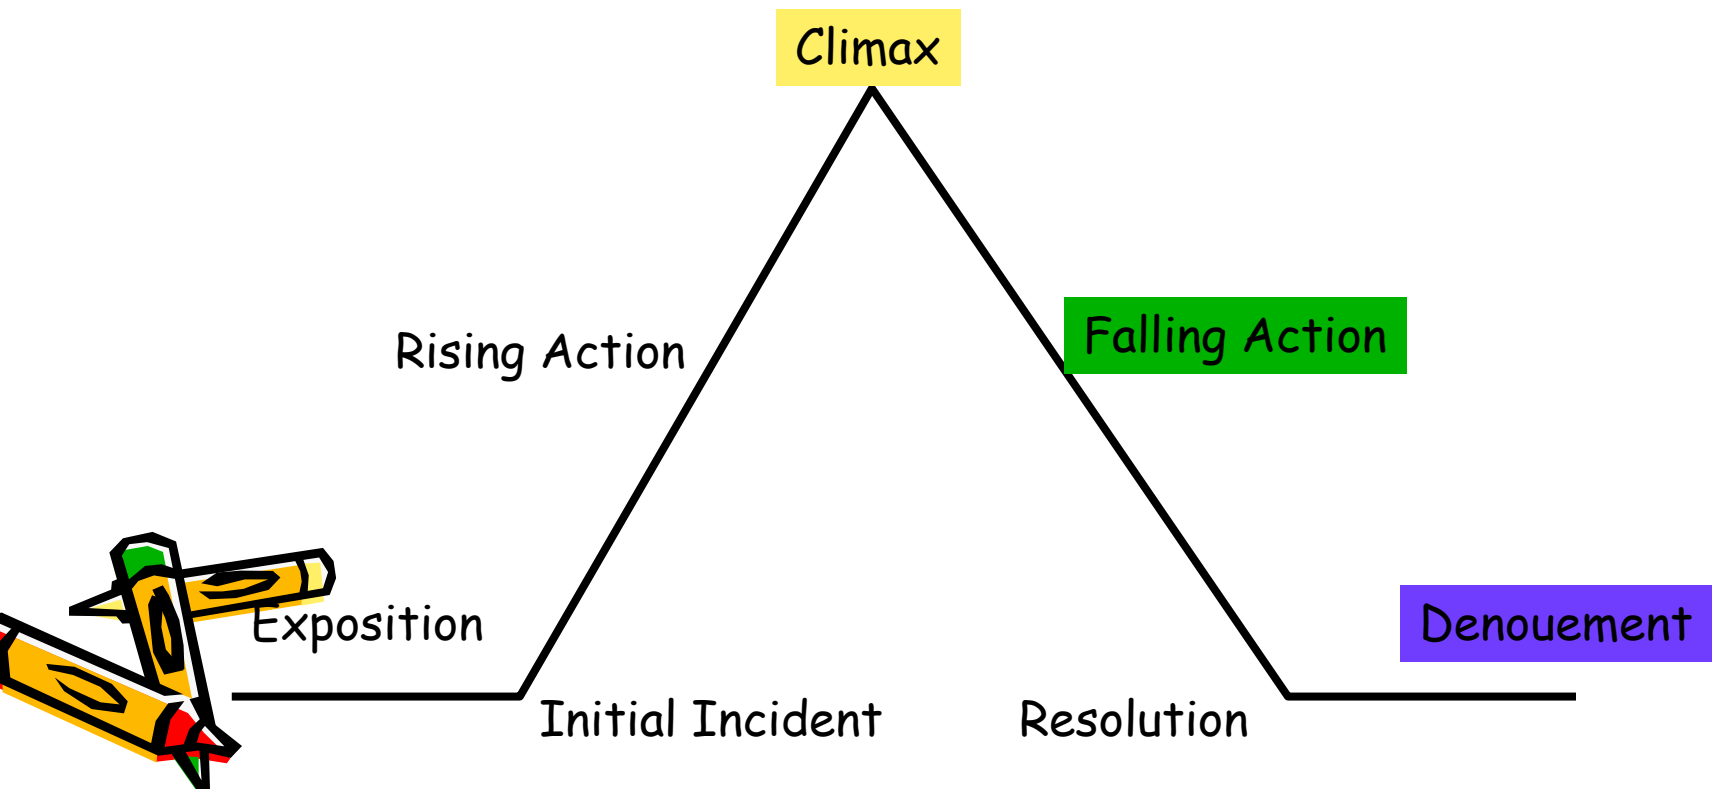 Climax
Rising Action
Falling Action
Exposition
Denouement
Initial Incident
Resolution